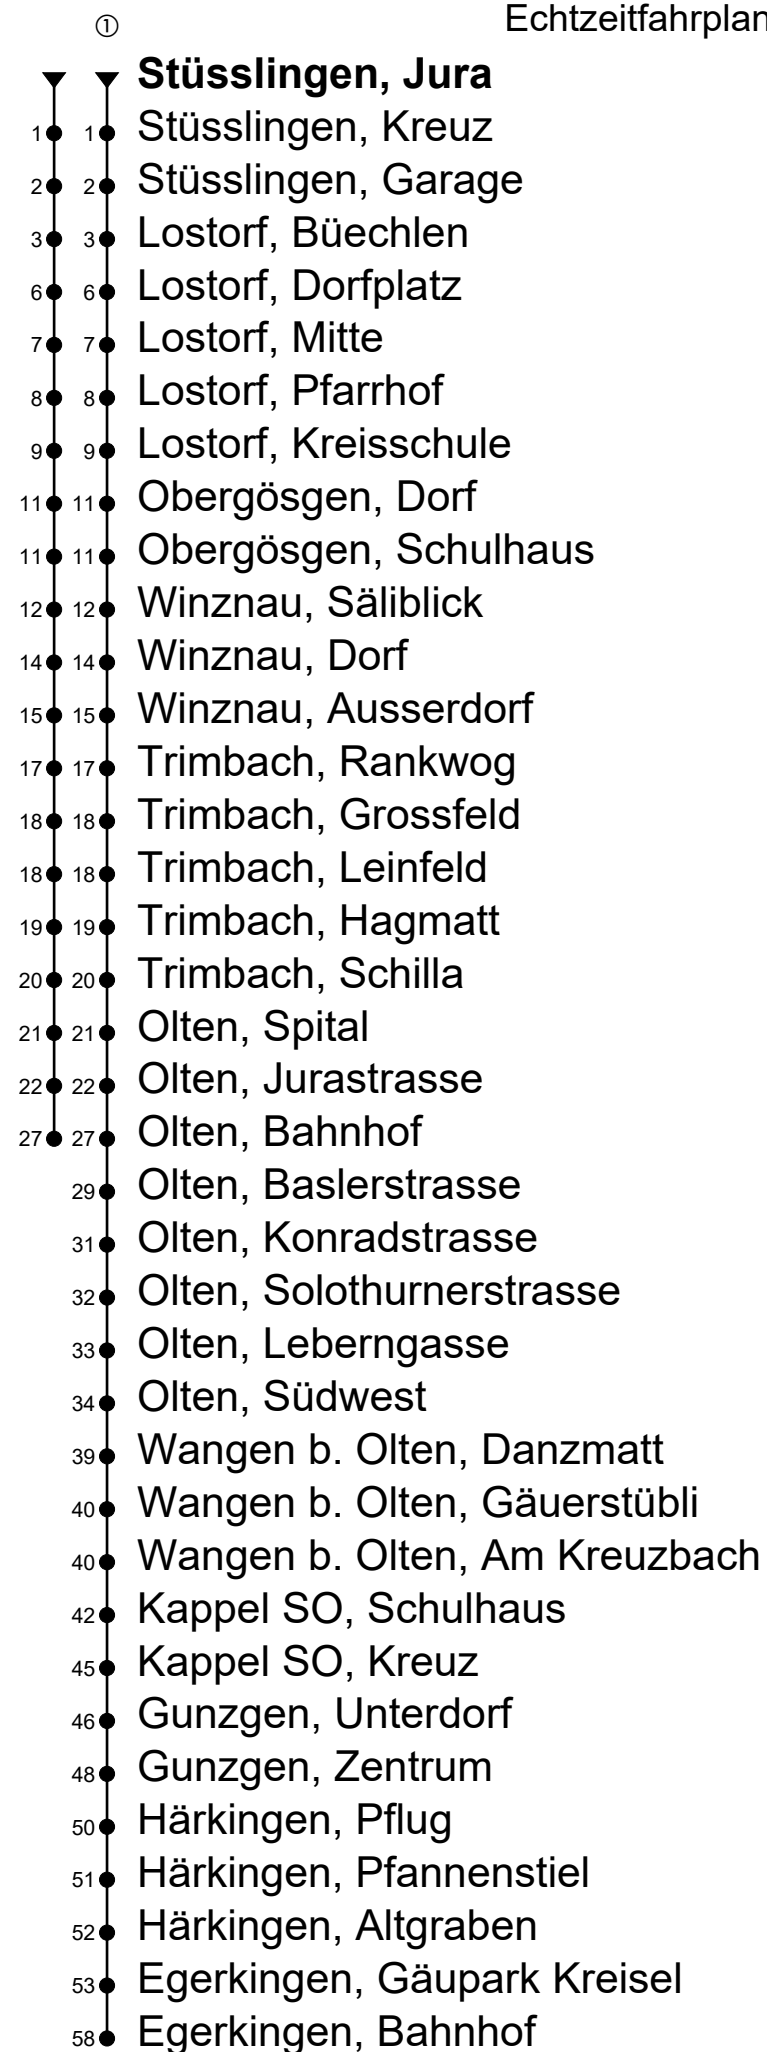 ① Echtzeitfahrplan
Stüsslingen, Jura
1 1 Stüsslingen, Kreuz
2 2 Stüsslingen, Garage
3 3 Lostorf, Büechlen
6 6 Lostorf, Dorfplatz
7 7 Lostorf, Mitte
8 8 Lostorf, Pfarrhof
9 9 Lostorf, Kreisschule
11 11 Obergösgen, Dorf
11 11 Obergösgen, Schulhaus
12 12 Winznau, Säliblick
14 14 Winznau, Dorf
15 15 Winznau, Ausserdorf
17 17 Trimbach, Rankwog
18 18 Trimbach, Grossfeld
18 18 Trimbach, Leinfeld
19 19 Trimbach, Hagmatt
20 20 Trimbach, Schilla
21 21 Olten, Spital
22 22 Olten, Jurastrasse
27 27 Olten, Bahnhof
29 Olten, Baslerstrasse
31 Olten, Konradstrasse
32 Olten, Solothurnerstrasse
33 Olten, Leberngasse
34 Olten, Südwest
39 Wangen b. Olten, Danzmatt
40 Wangen b. Olten, Gäuerstübli
40 Wangen b. Olten, Am Kreuzbach
42 Kappel SO, Schulhaus
45 Kappel SO, Kreuz
46 Gunzgen, Unterdorf
48 Gunzgen, Zentrum
50 Härkingen, Pflug
51 Härkingen, Pfannenstiel
52 Härkingen, Altgraben
53 Egerkingen, Gäupark Kreisel
58 Egerkingen, Bahnhof